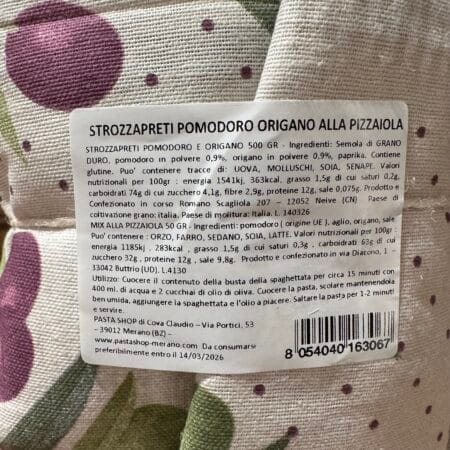 STROZZAPRETI POMODORO ORIGANO ALLA PIZZAIOLA
STROZZAPRETI POMODORO E ORIGANO 500 GR - Ingredienti: Semola di GRANO
DURO, pomodoro in polvere 0,9%, origano in polvere 0,9%, paprika. Contiene
glutine. Puo' contenere tracce di: UOVA, MOLLUSCHI, SOIA, SENAPE. Valori
nutrizionali per 100gr : energia 1541kj, 363kcal, grasso 1,5g di cui saturi 0,2g,
carboidrati 74g di cui zucchero 4,1g, fibre 2,9g, proteine 12g, sale 0,075g. Prodotto e
Confezionato in corso Romano Scagliola 207 – 12052 Neive (CN) Paese di
coltivazione grano: italia. Paese di molitura: Italia. L 140326
MIX ALLA PIZZAIOLA 50 GR - Ingredienti: pomodoro ( origine UE ), aglio, origano, sale
Puo' contenere : ORZO, FARRO, SEDANO, SOIA, LATTE. Valori nutrizionali per 100gr :
energia 1185kj , 283kcal , grasso 1,5g di cui saturi 0,3g , carboidrati 63g di cui
zucchero 32g , proteine 12g , sale 9,8g. Prodotto e confezionato in via Diacono, 1 –
33042 Buttrio (UD). L.4130
Utilizo: Cuocere il contenuto della busta della spaghettata per circa 15 minuti con
400 ml. di acqua e 2 cucchai di olio di oliva. Cuocere la pasta, scolare mantenendola
ben umida, aggiungere la spaghettata e l'olio a piacere. Saltare la pasta per 1-2 minuti
e servire.
PASTA SHOP di Cova Claudio – Via Portici, 53
– 39012 Merano (BZ) –
www.pastashop-merano.com Da consumarsi
preferibilmente entro il 14/03/2026
8 054040 163067